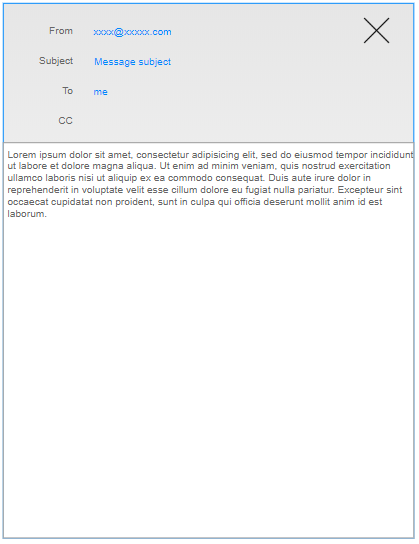 From xxxx@xxxxx.com
Subject Message subject
To me
CC
Lorem ipsum dolor sit amet, consectetur adipisicing elit, sed do eiusmod tempor incididunt
ut labore et dolore magna aliqua. Ut enim ad minim veniam, quis nostrud exercitation
ullamco laboris nisi ut aliquip ex ea commodo consequat. Duis aute irure dolor in
reprehenderit in voluptate velit esse cillum dolore eu fugiat nulla pariatur. Excepteur sint
occaecat cupidatat non proident, sunt in culpa qui officia deserunt mollit anim id est
laborum.